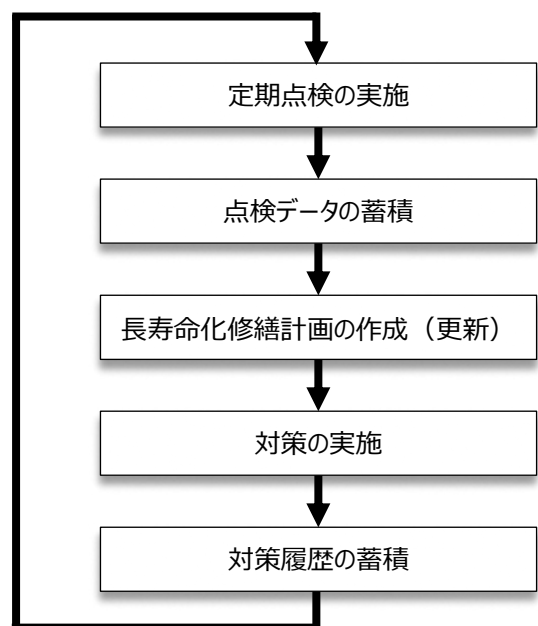 定期点検の実施
点検データの蓄積
長寿命化修繕計画の作成（更新）
対策の実施
対策履歴の蓄積